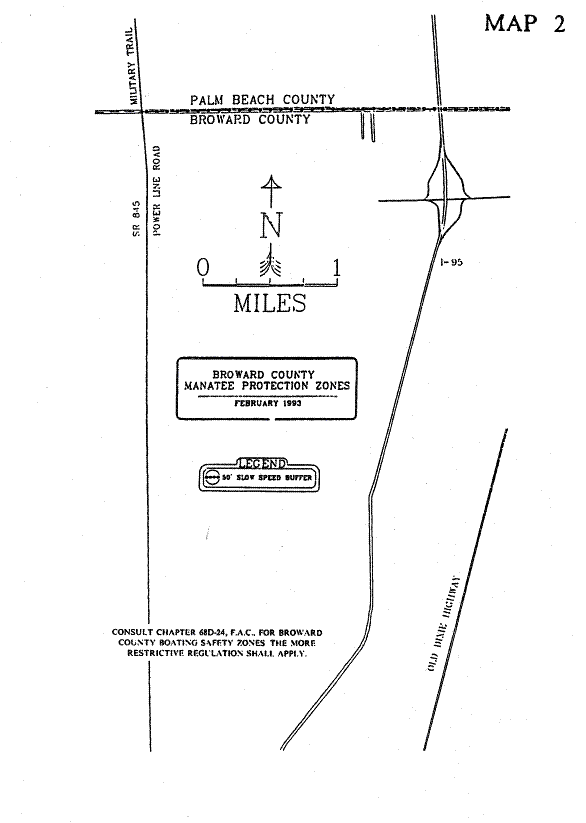 MAP 2
MILITARY TRAIL
PALM BEACH COUNTY
BROWARD COUNTY
SR 845
POWER LINE ROAD
N
0 1
MILES
I-95
BROWARD COUNTY
MANATEE PROTECTION ZONES
FEBRUARY 1993
LEGEND
50' SLOW SPEED BUFFER
OLD DIXIE HIGHWAY
CONSULT CHAPTER 68D-24, F.A.C., FOR BROWARD
COUNTY BOATING SAFETY ZONES THE MORE
RESTRICTIVE REGULATION SHALL APPLY.